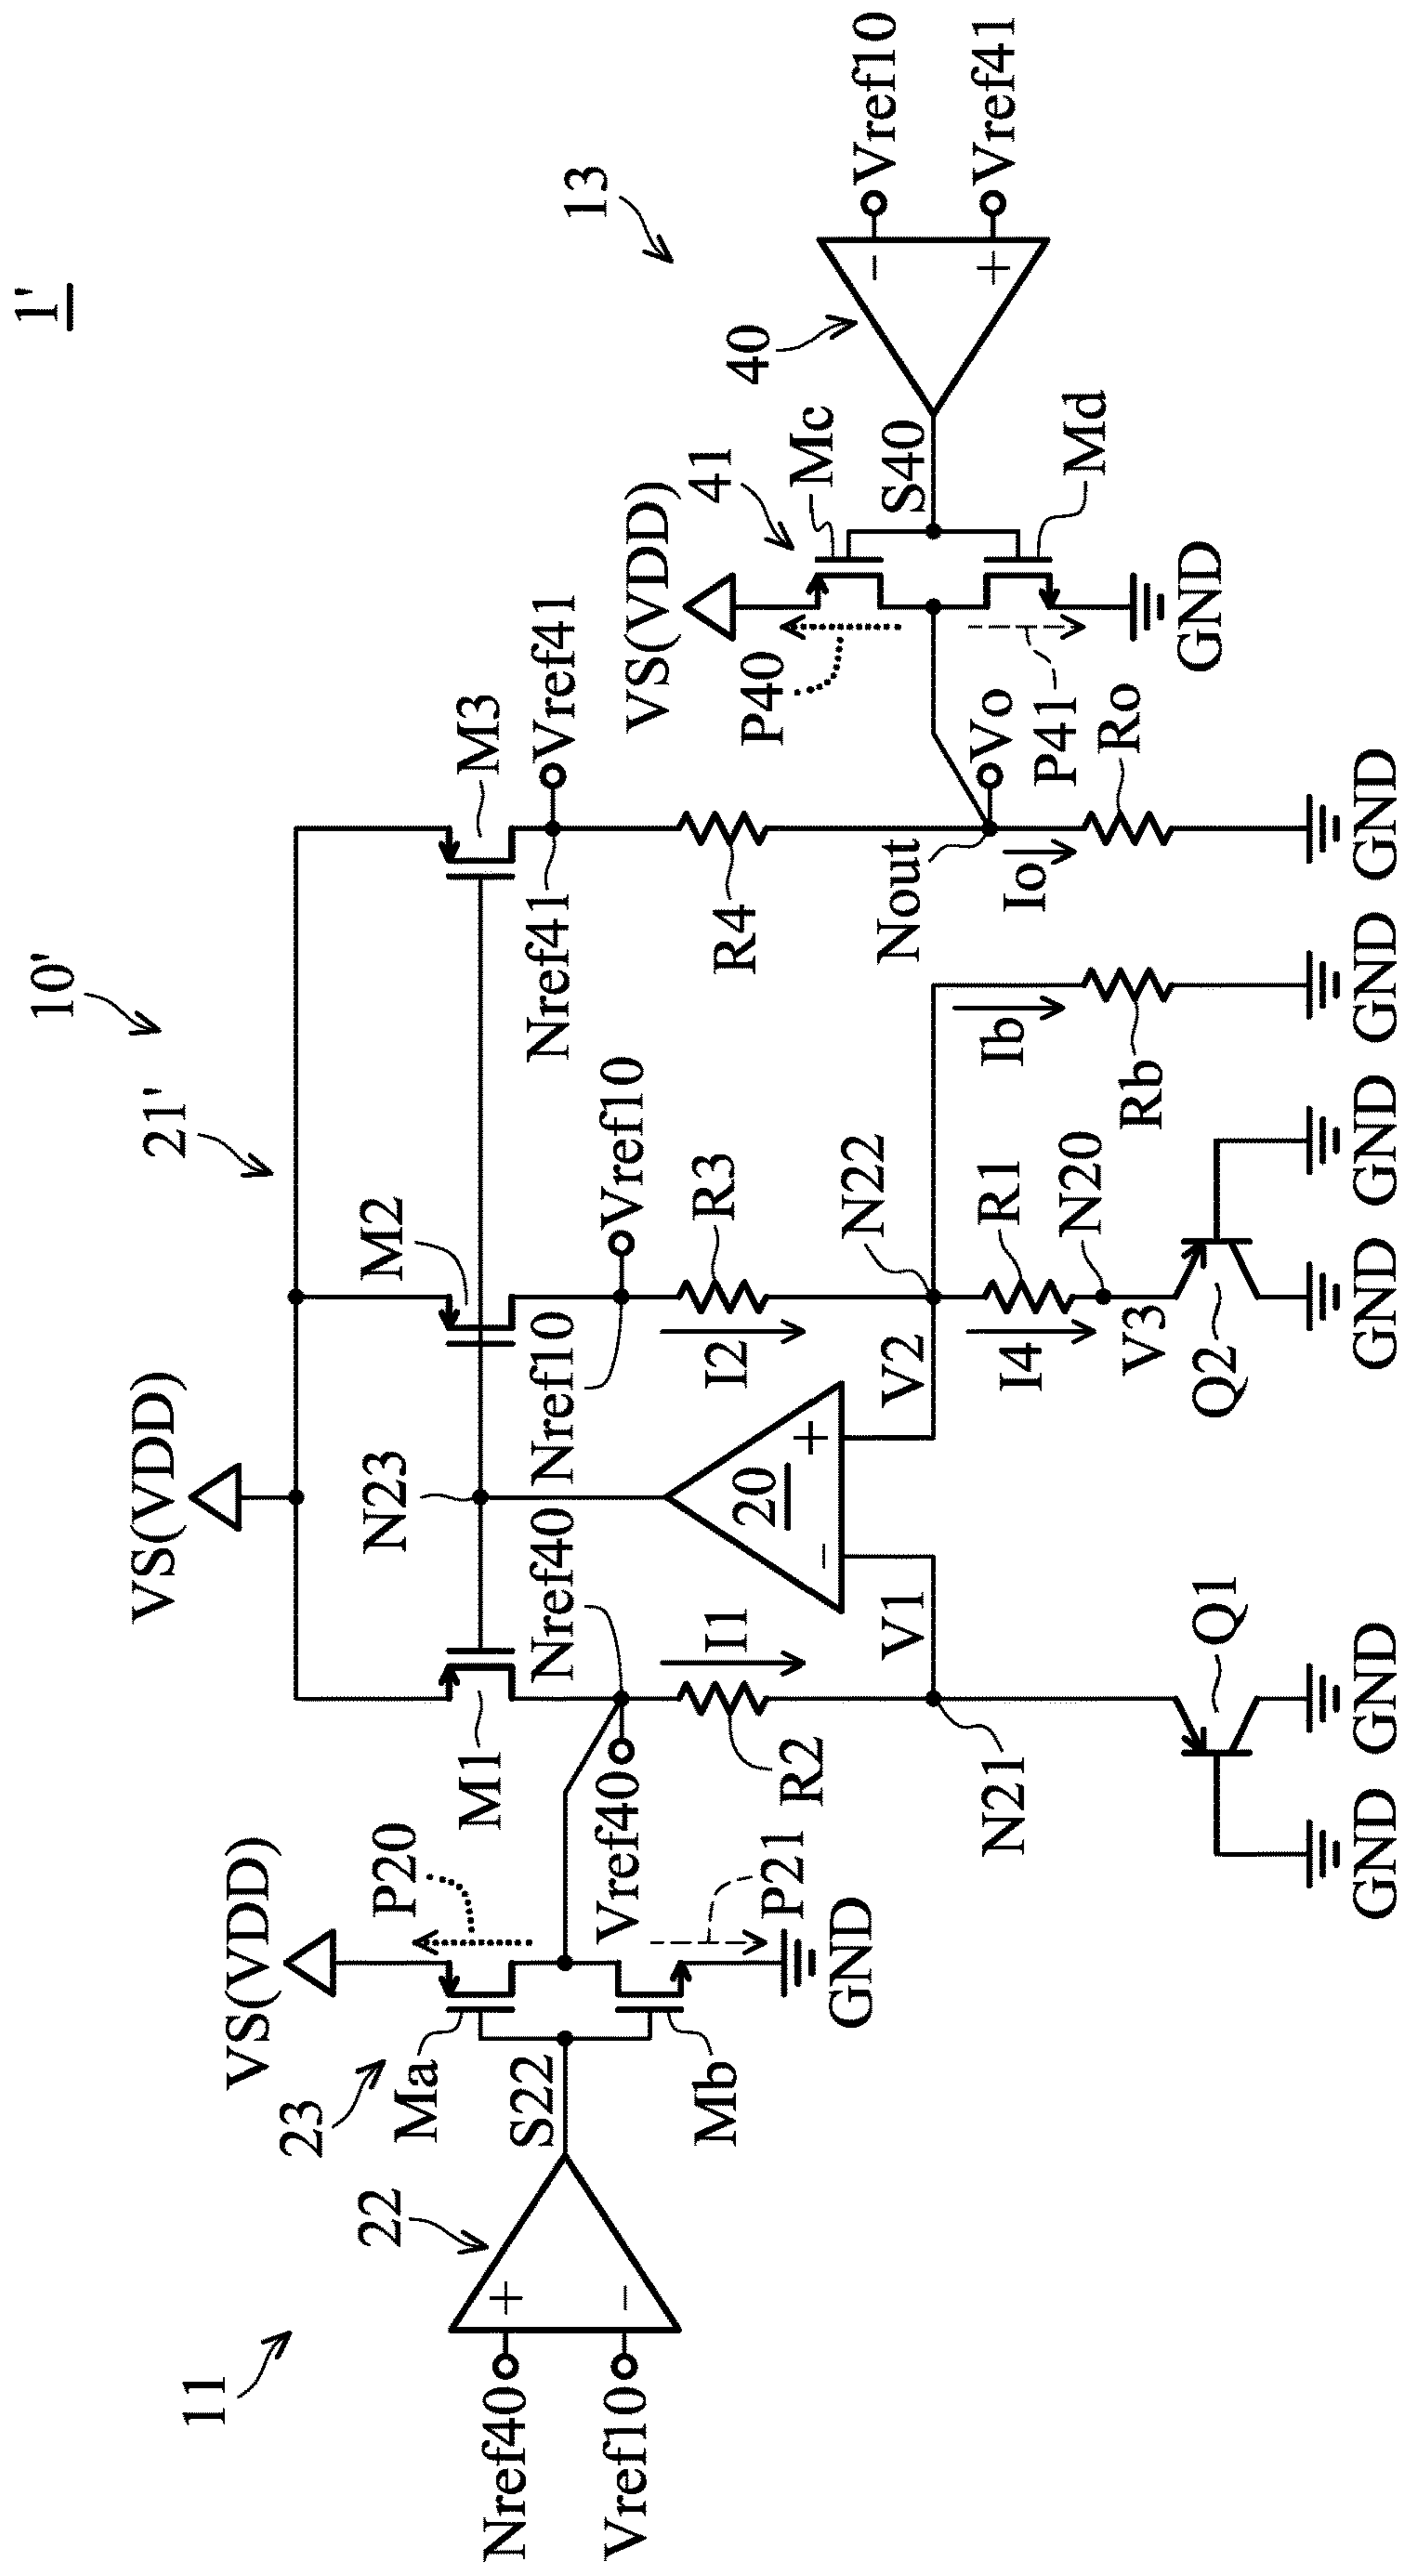 1'
10'
21'
VS(VDD)
11
22
23
VS(VDD)
P20
Ma
S22
Mb
P21
GND
Nref40
Vref10
+
-
M1
N23
M2
M3
Nref40
Vref40
Nref10
Vref10
Nref41
Vref41
R2
I1
20
-
+
I2
R3
R4
V1
N21
V2
N22
I4
R1
N20
V3
Q1
Q2
Ib
Rb
Nout
Vo
Io
Ro
P40
P41
VS(VDD)
41
Mc
S40
Md
GND
40
13
-
+
Vref10
Vref41
GND
GND
GND
GND
GND
GND